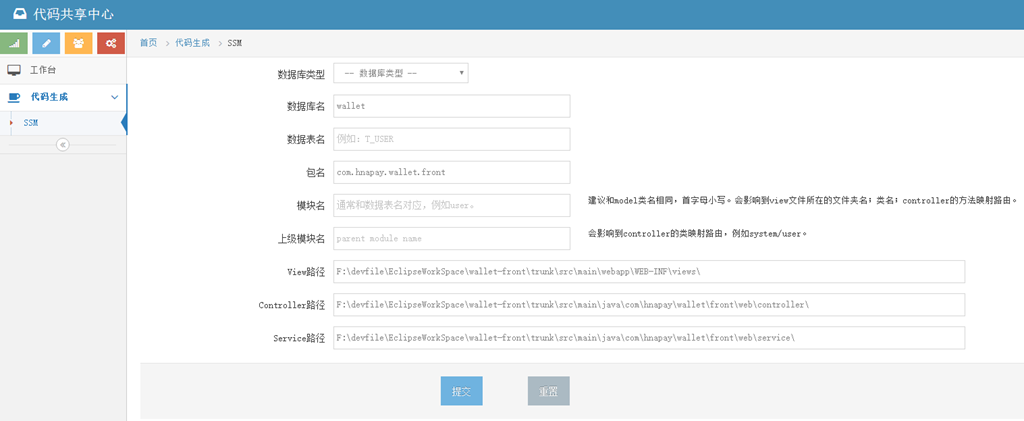 代码共享中心
首页 > 代码生成 > SSM
工作台
代码生成
SSM
数据库类型 -- 数据库类型 --
数据库名 wallet
数据表名 例如：T_USER
包名 com.hnapay.wallet.front
模块名 通常和数据表名对应，例如user。 建议和model类名相同，首字母小写。会影响到view文件所在的文件夹名；类名；controller的方法映射路由。
上级模块名 parent module name 会影响到controller的类映射路由，例如system/user。
View路径 F:\devfile\EclipseWorkSpace\wallet-front\trunk\src\main\webapp\WEB-INF\views\
Controller路径 F:\devfile\EclipseWorkSpace\wallet-front\trunk\src\main\java\com\hnapay\wallet\front\web\controller\
Service路径 F:\devfile\EclipseWorkSpace\wallet-front\trunk\src\main\java\com\hnapay\wallet\front\web\service\
提交 重置